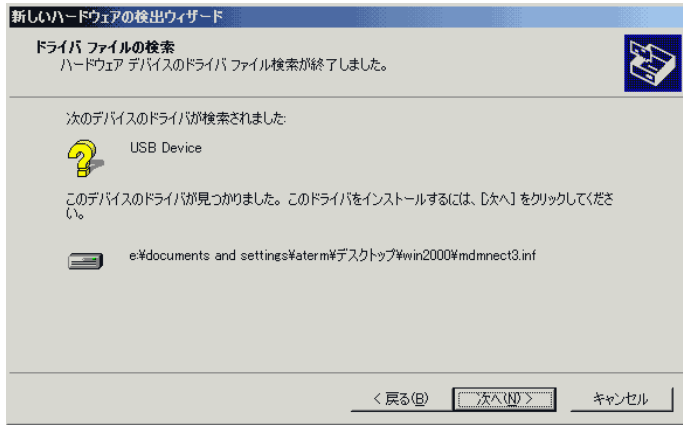 新しいハードウェアの検出ウィザード
ドライバ ファイルの検索
ハードウェア デバイスのドライバ ファイル検索が終了しました。
次のデバイスのドライバが検索されました:
USB Device
このデバイスのドライバが見つかりました。このドライバをインストールするには、[次へ] をクリックしてくださ
い。
e:¥documents and settings¥aterm¥デスクトップ¥win2000¥mdmnect3.inf
< 戻る(B)
次へ(N) >
キャンセル